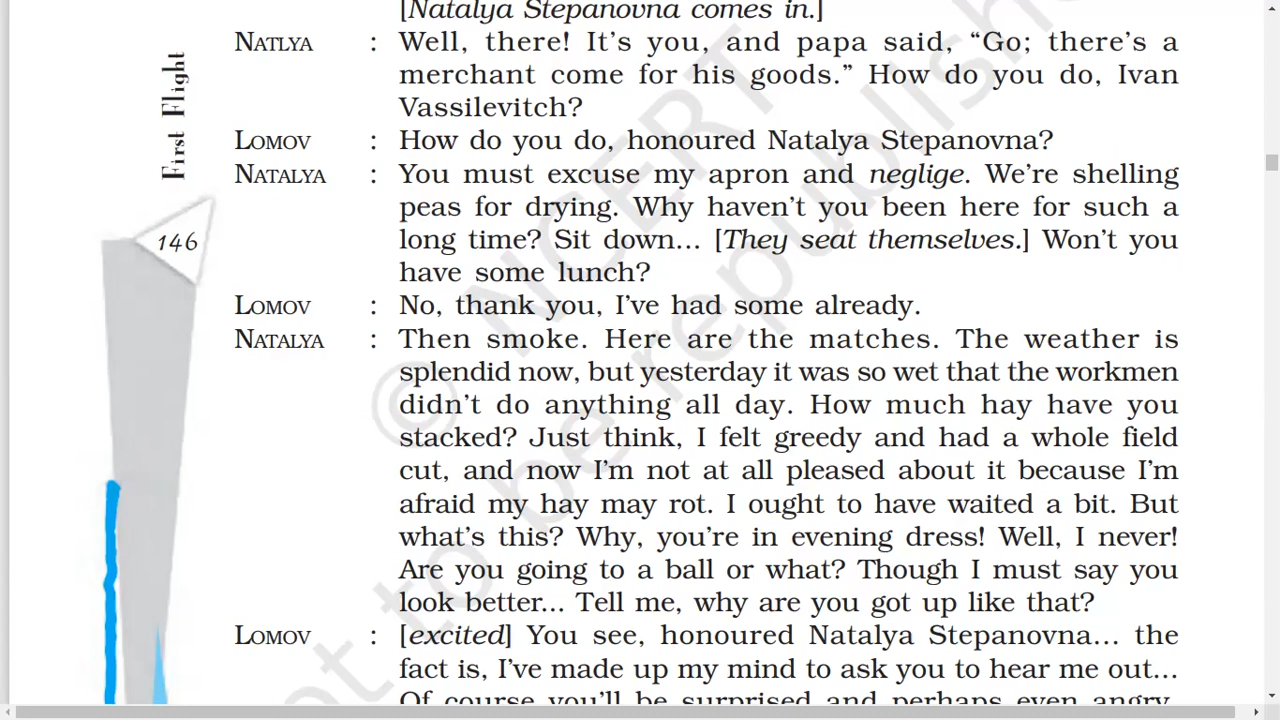 [Natalya Stepanovna comes in.]
NATLYA : Well, there! It's you, and papa said, “Go; there's a
merchant come for his goods.” How do you do, Ivan
Vassilevitch?
LOMOV : How do you do, honoured Natalya Stepanovna?
NATALYA : You must excuse my apron and neglige. We're shelling
peas for drying. Why haven't you been here for such a
long time? Sit down... [They seat themselves.] Won't you
have some lunch?
LOMOV : No, thank you, I've had some already.
NATALYA : Then smoke. Here are the matches. The weather is
splendid now, but yesterday it was so wet that the workmen
didn't do anything all day. How much hay have you
stacked? Just think, I felt greedy and had a whole field
cut, and now I'm not at all pleased about it because I'm
afraid my hay may rot. I ought to have waited a bit. But
what's this? Why, you're in evening dress! Well, I never!
Are you going to a ball or what? Though I must say you
look better... Tell me, why are you got up like that?
LOMOV : [excited] You see, honoured Natalya Stepanovna... the
fact is, I've made up my mind to ask you to hear me out...
Of course you'll be surprised and perhaps even angry,
First Flight
146
© NCERT
not to be republished